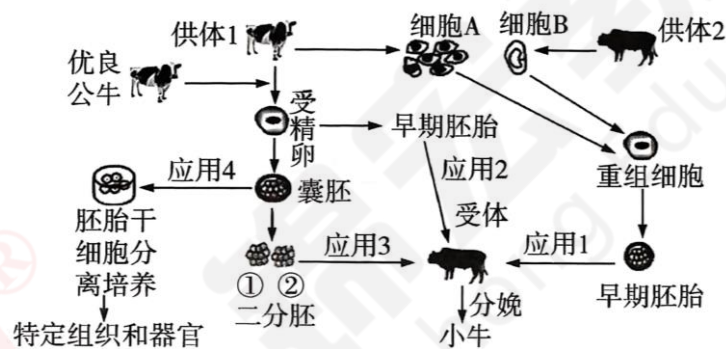 供体1
细胞A
细胞B
供体2
优良
公牛
受
精
卵
早期胚胎
重组细胞
应用4
囊胚
应用2
胚胎干
细胞分
离培养
受体
应用3
应用1
① ②
二分胚
早期胚胎
分娩
小牛
特定组织和器官